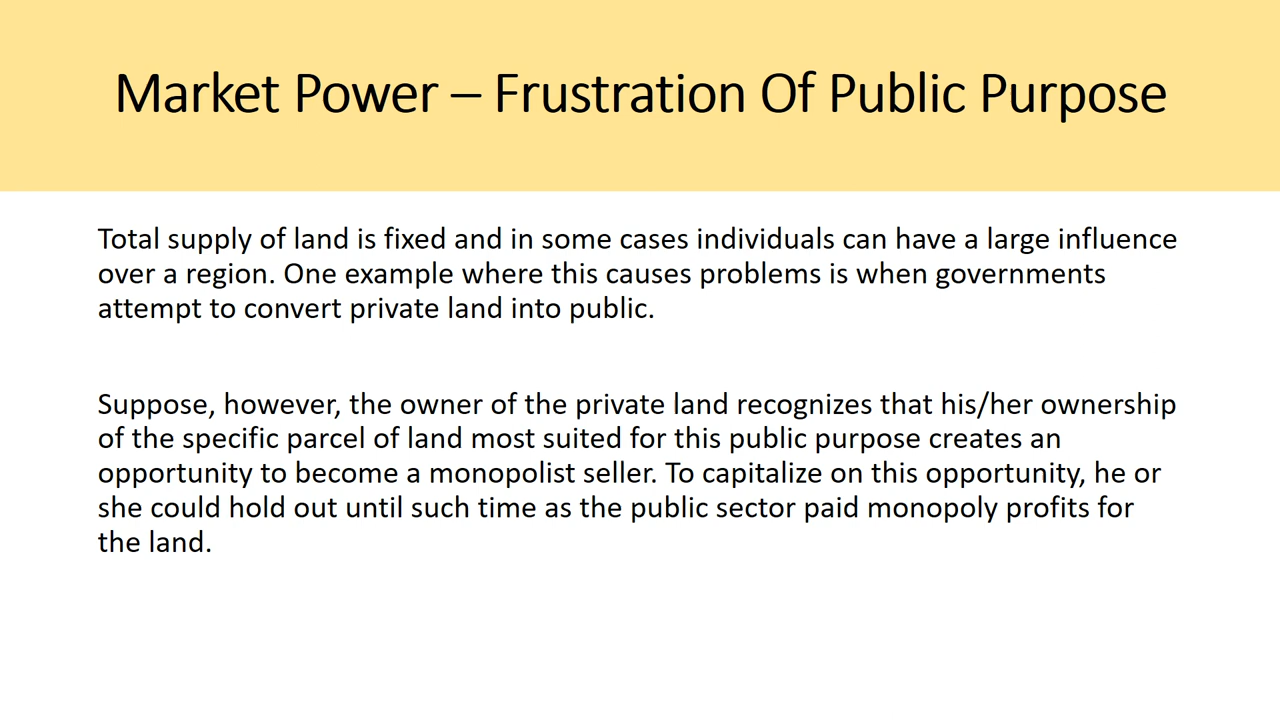 Market Power – Frustration Of Public Purpose
Total supply of land is fixed and in some cases individuals can have a large influence
over a region. One example where this causes problems is when governments
attempt to convert private land into public.
Suppose, however, the owner of the private land recognizes that his/her ownership
of the specific parcel of land most suited for this public purpose creates an
opportunity to become a monopolist seller. To capitalize on this opportunity, he or
she could hold out until such time as the public sector paid monopoly profits for
the land.